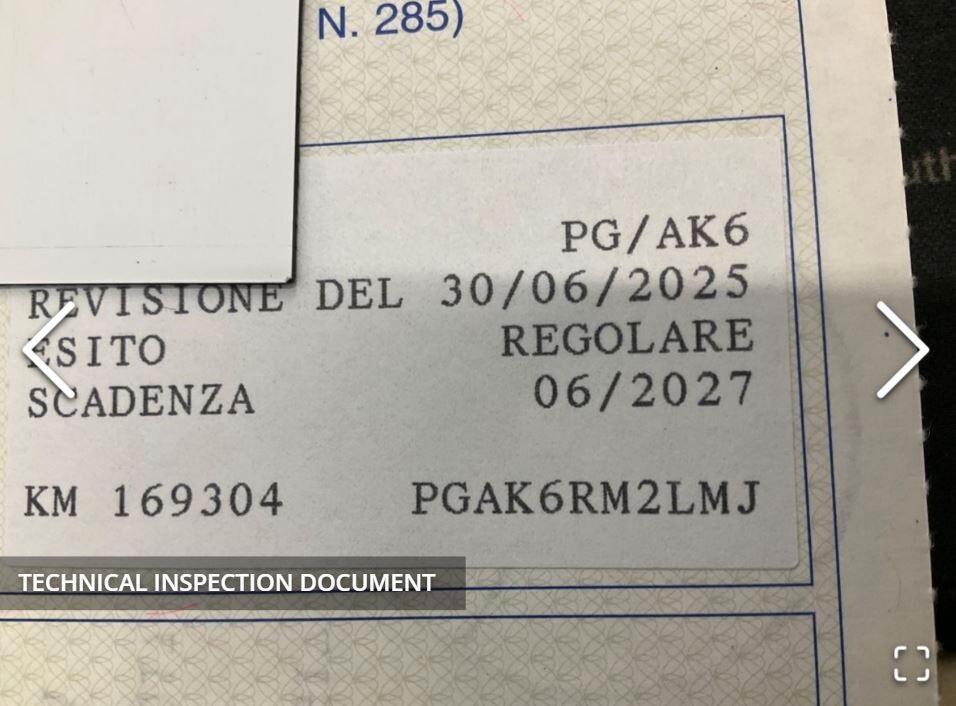 N. 285)
PG/AK6
REVISIONE DEL 30/06/2025
ESITO REGOLARE
SCADENZA 06/2027
KM 169304 PGAK6RM2LMJ
TECHNICAL INSPECTION DOCUMENT